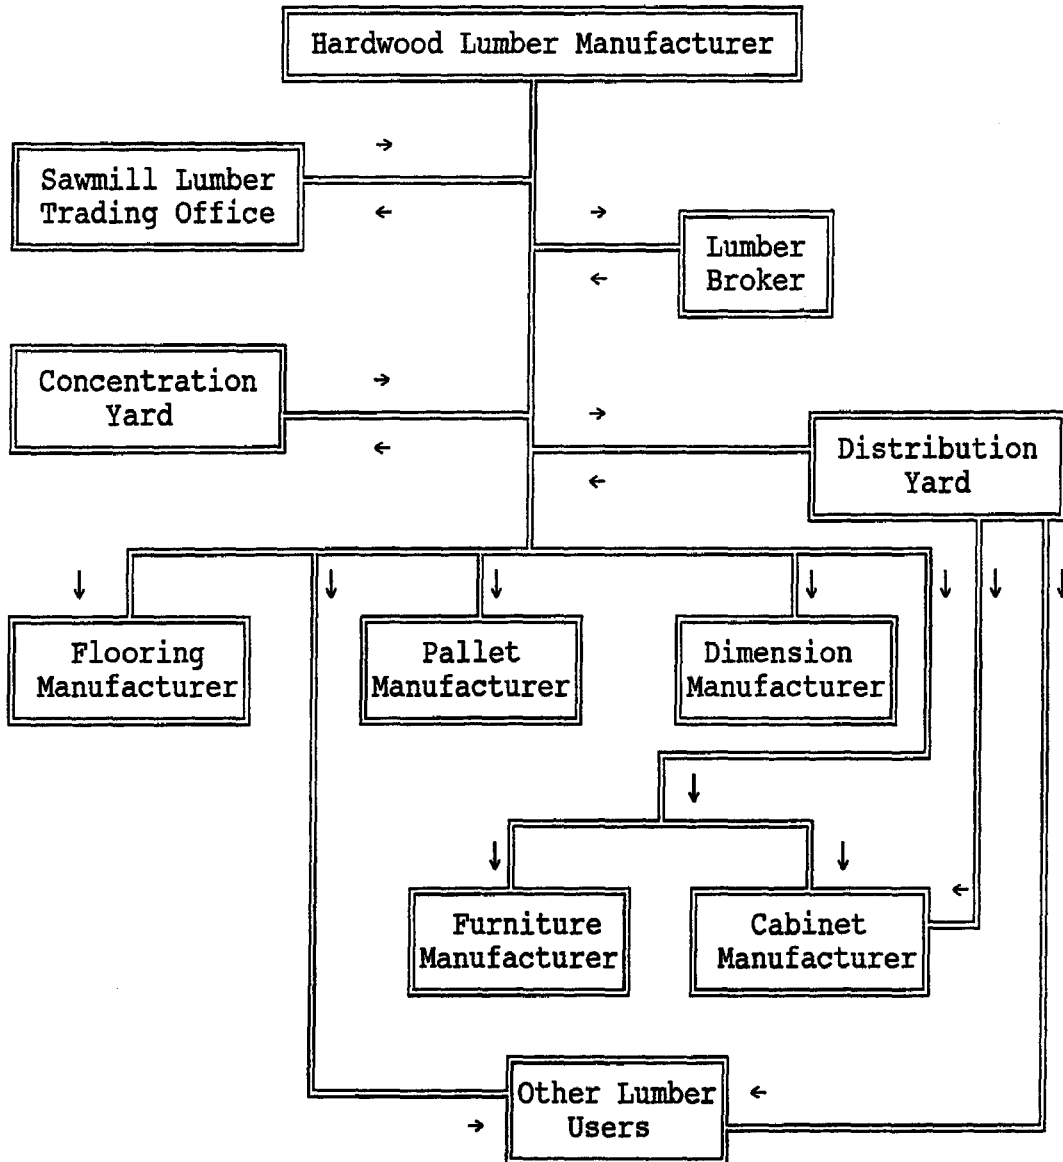 Hardwood Lumber Manufacturer
Sawmill Lumber
Trading Office
Lumber
Broker
Concentration
Yard
Distribution
Yard
Flooring
Manufacturer
Pallet
Manufacturer
Dimension
Manufacturer
Furniture
Manufacturer
Cabinet
Manufacturer
Other Lumber
Users